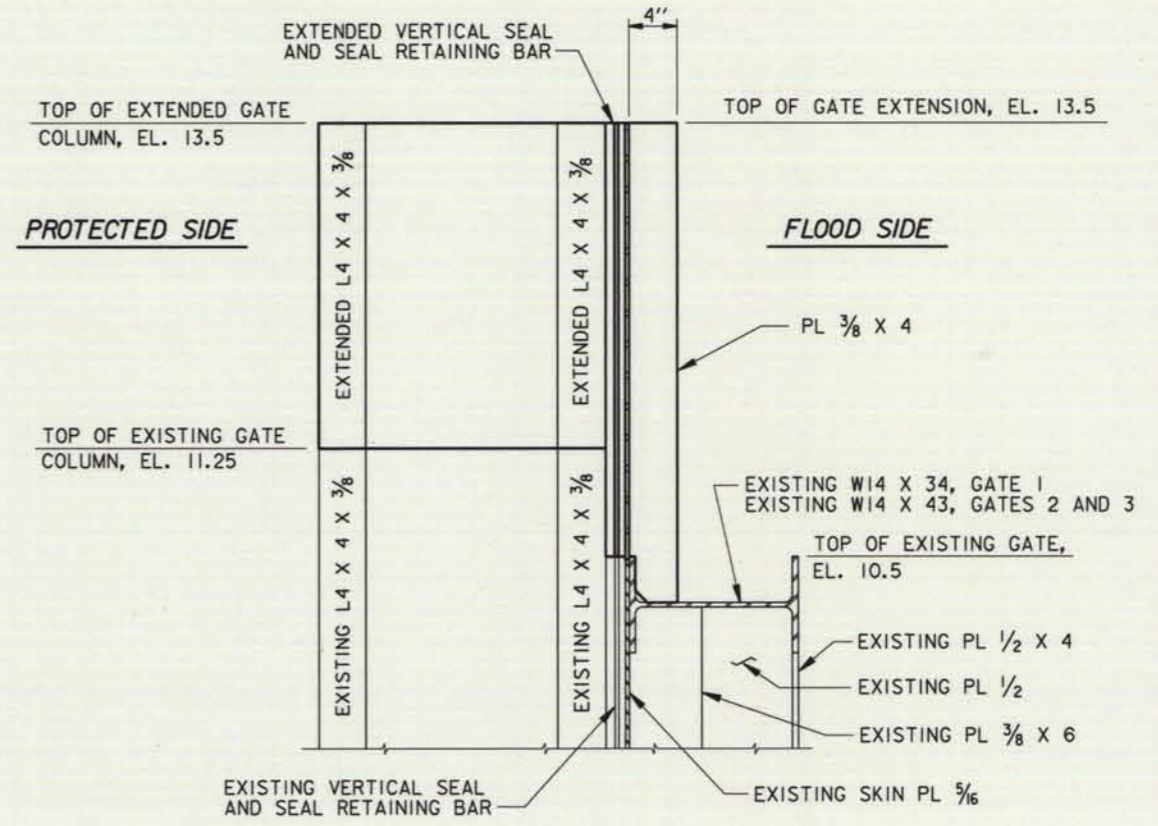 EXTENDED VERTICAL SEAL
AND SEAL RETAINING BAR
4"
TOP OF EXTENDED GATE
COLUMN, EL. 13.5
TOP OF GATE EXTENSION, EL. 13.5
PROTECTED SIDE
FLOOD SIDE
EXTENDED L4 X 4 X 3/8
EXTENDED L4 X 4 X 3/8
PL 3/8 X 4
TOP OF EXISTING GATE
COLUMN, EL. 11.25
EXISTING W14 X 34, GATE 1
EXISTING W14 X 43, GATES 2 AND 3
TOP OF EXISTING GATE,
EL. 10.5
EXISTING L4 X 4 X 3/8
EXISTING L4 X 4 X 3/8
EXISTING PL 1/2 X 4
EXISTING PL 1/2
EXISTING PL 3/8 X 6
EXISTING VERTICAL SEAL
AND SEAL RETAINING BAR
EXISTING SKIN PL 5/16